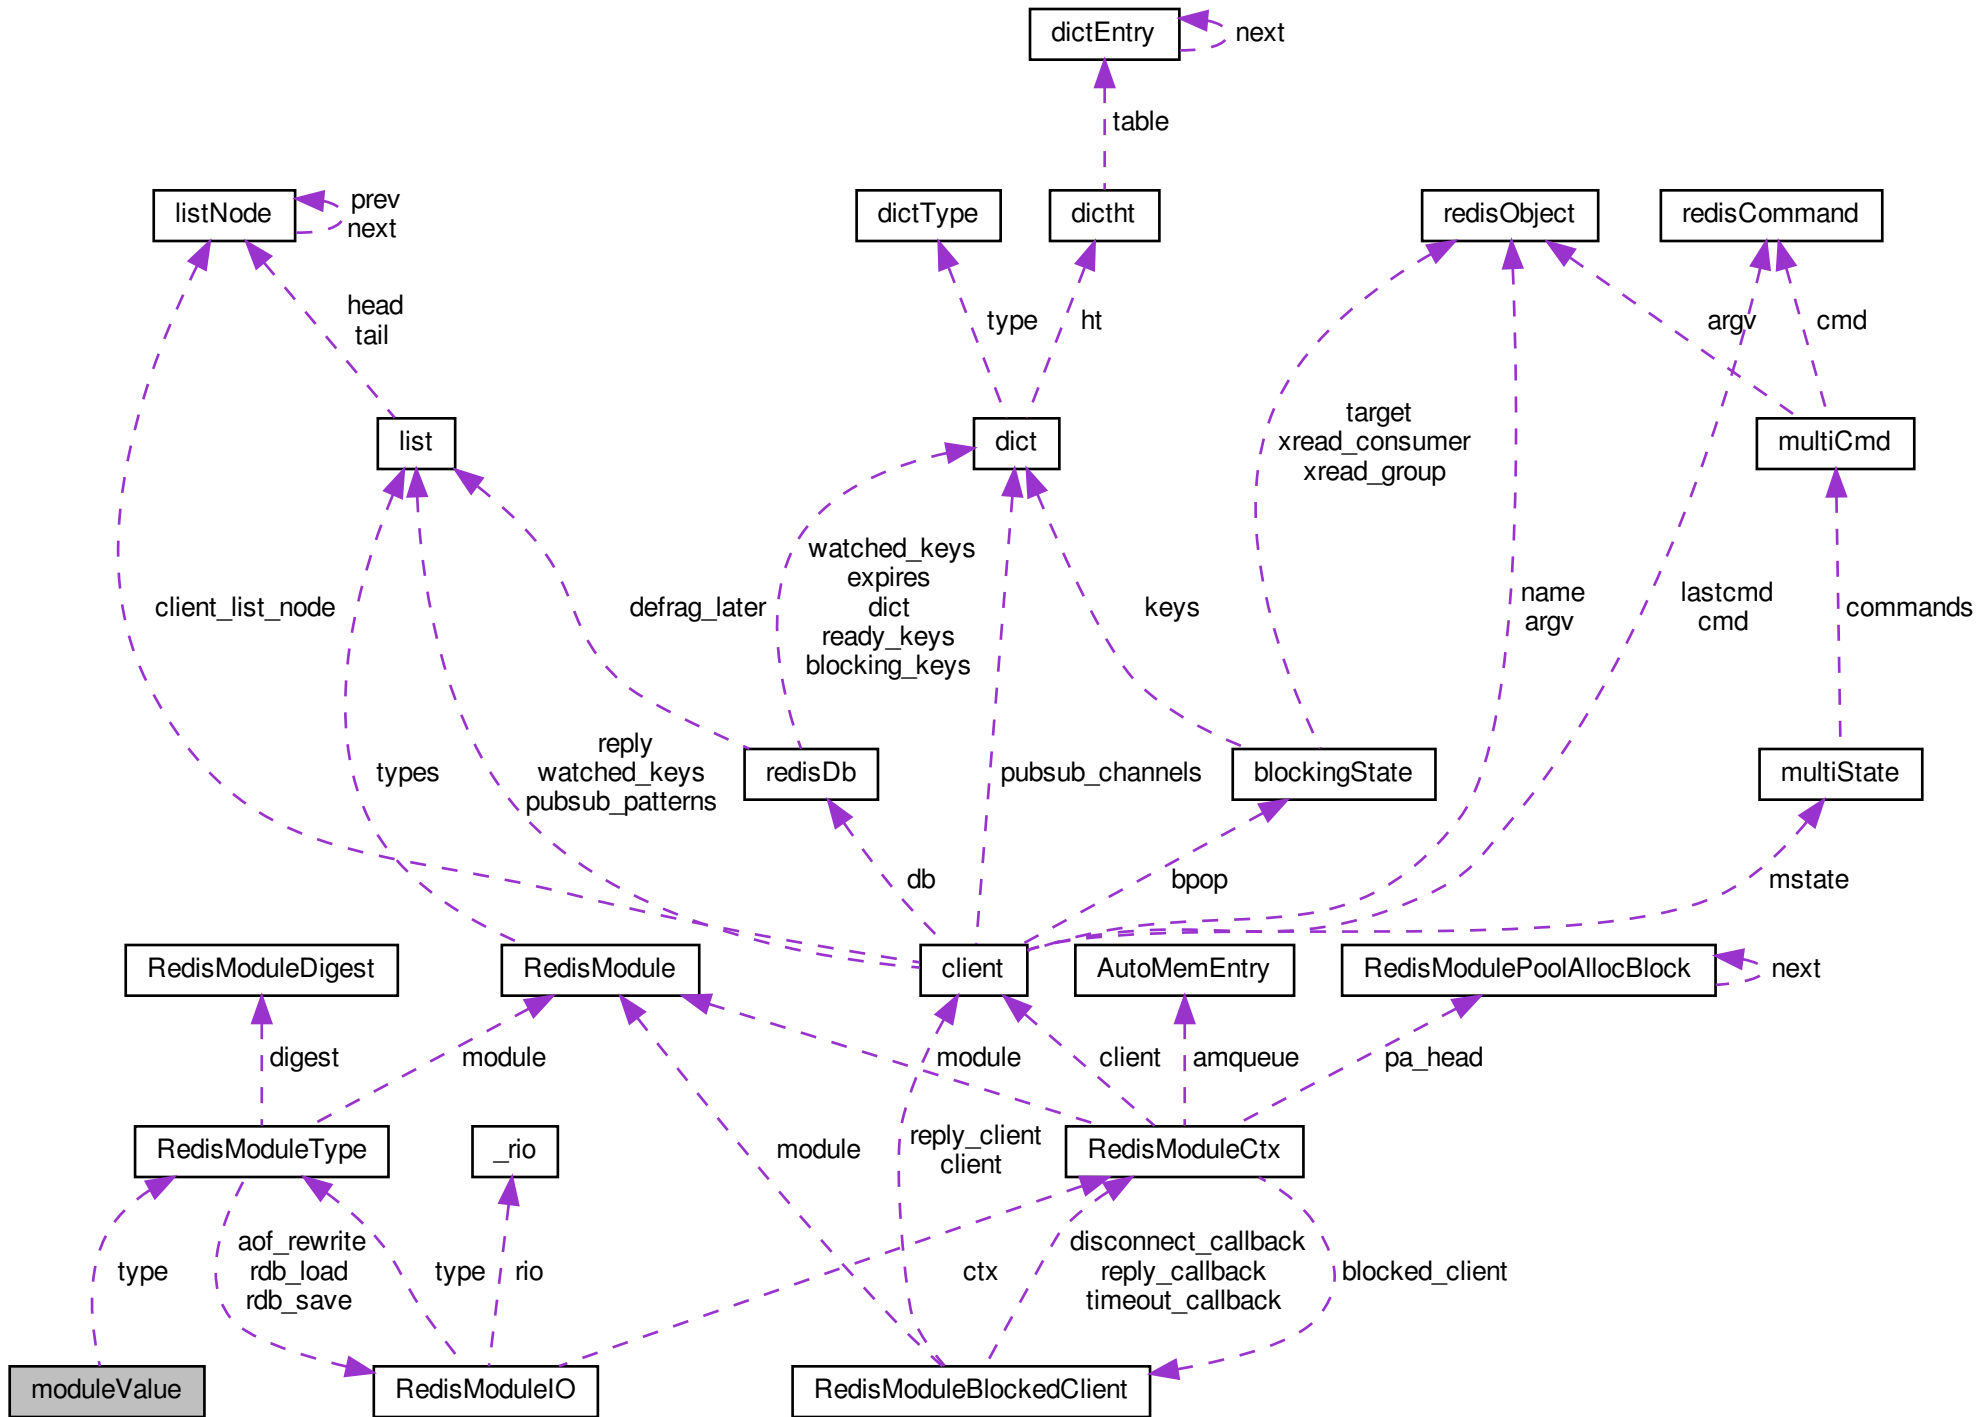 dictEntry
next
table
listNode
prev
next
dictType
dictht
redisObject
redisCommand
head
tail
type
ht
argv
cmd
list
dict
target
xread_consumer
xread_group
multiCmd
client_list_node
defrag_later
watched_keys
expires
dict
ready_keys
blocking_keys
keys
name
argv
lastcmd
cmd
commands
types
reply
watched_keys
pubsub_patterns
redisDb
pubsub_channels
blockingState
multiState
db
bpop
mstate
RedisModuleDigest
RedisModule
client
AutoMemEntry
RedisModulePoolAllocBlock
next
digest
module
module
client
amqueue
pa_head
RedisModuleType
_rio
module
reply_client
client
RedisModuleCtx
type
aof_rewrite
rdb_load
rdb_save
type
rio
ctx
disconnect_callback
reply_callback
timeout_callback
blocked_client
moduleValue
RedisModuleIO
RedisModuleBlockedClient